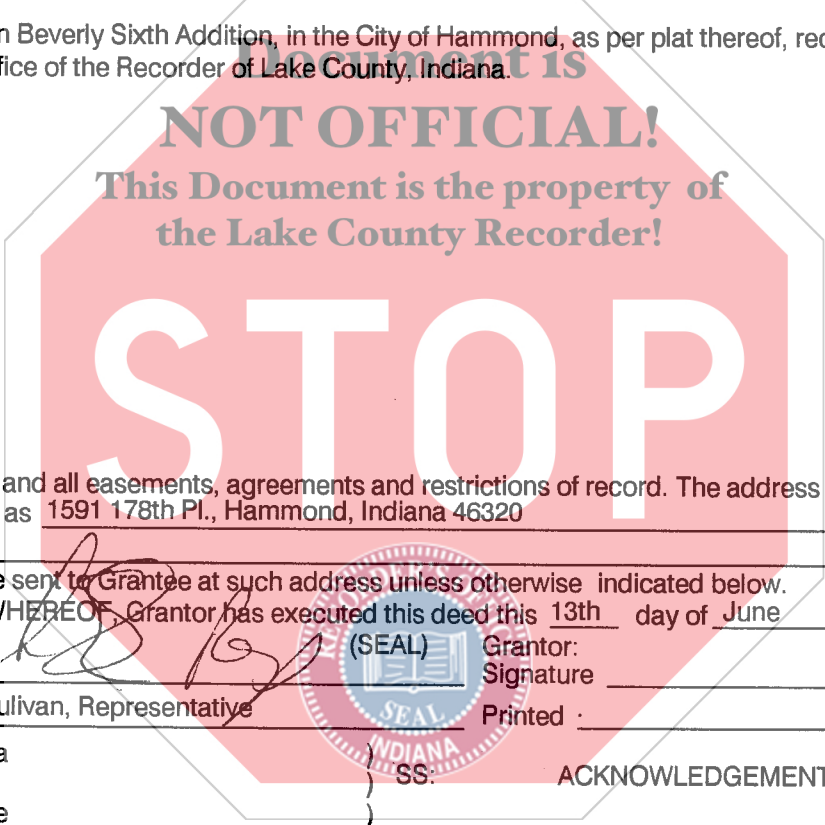 n Beverly Sixth Addition, in the City of Hammond, as per plat thereof, rec
fice of the Recorder of Lake County, Indiana.
Document is
NOT OFFICIAL!
This Document is the property of
the Lake County Recorder!
STOP
and all easements, agreements and restrictions of record. The address
as 1591 178th Pl., Hammond, Indiana 46320
e sent to Grantee at such address unless otherwise indicated below.
WHEREOF, Grantor has executed this deed this 13th day of June
(SEAL) Grantor:
Signature
ulivan, Representative Printed
RECORDER'S OFFICE
SEAL
INDIANA
a )
) SS: ACKNOWLEDGEMENT
e )